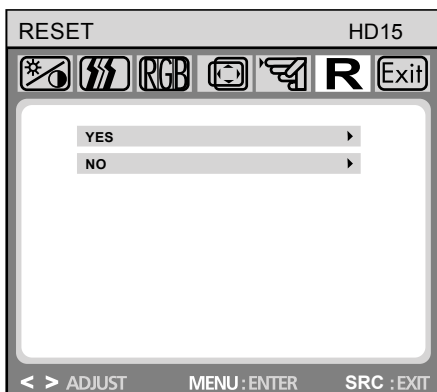 RESET HD15
RGB R Exit
YES
NO
< > ADJUST MENU : ENTER SRC : EXIT